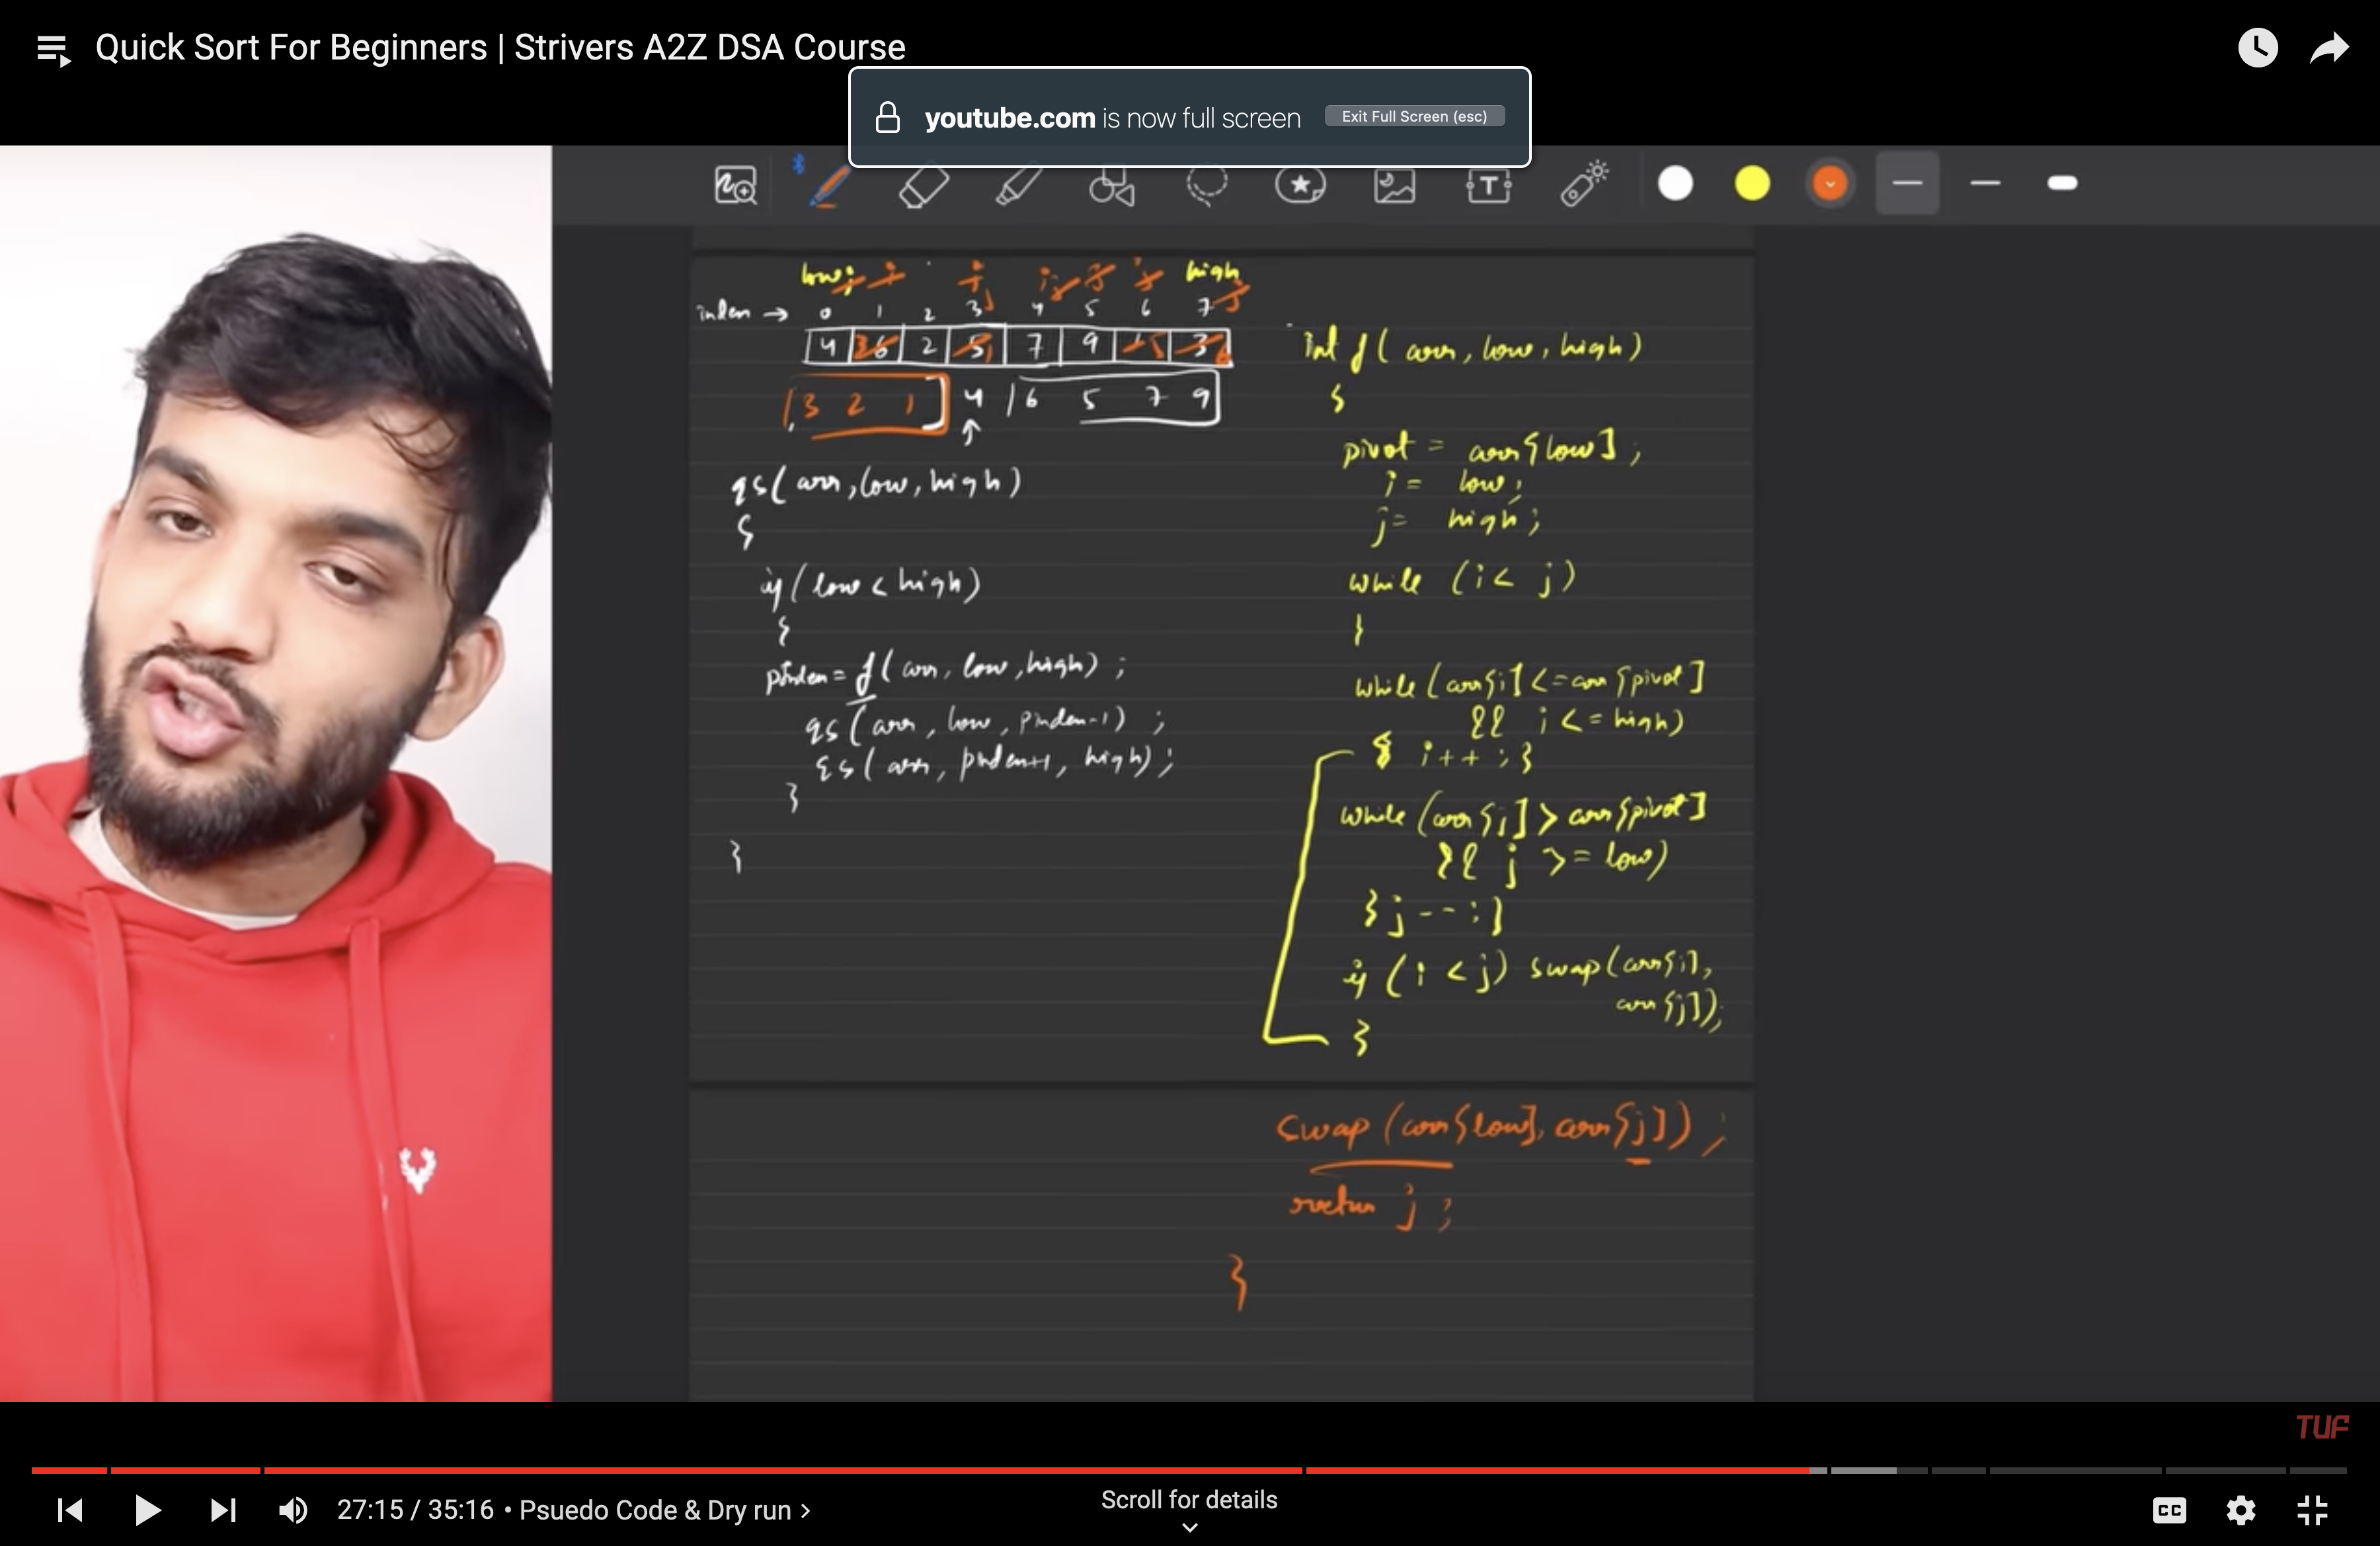 Quick Sort For Beginners | Strivers A2Z DSA Course
youtube.com is now full screen Exit Full Screen (esc)
low high
index → 0 1 2 3 4 5 6 7
4 2 7 9
3 2 1 4 6 5 7 9
qs(arr, low, high)
{
if (low < high)
{
pIndex = f(arr, low, high);
qs(arr, low, pIndex-1);
qs(arr, pIndex+1, high);
}
}
int f(arr, low, high)
{
pivot = arr[low];
i = low;
j = high;
while (i < j)
{
while (arr[i] <= arr[pivot]
&& i <= high)
{ i++; }
while (arr[j] > arr[pivot]
&& j >= low)
{ j--; }
if (i < j) swap(arr[i],
arr[j]);
}
swap(arr[low], arr[j]);
return j;
}
TUF
27:15 / 35:16 • Psuedo Code & Dry run
Scroll for details
CC